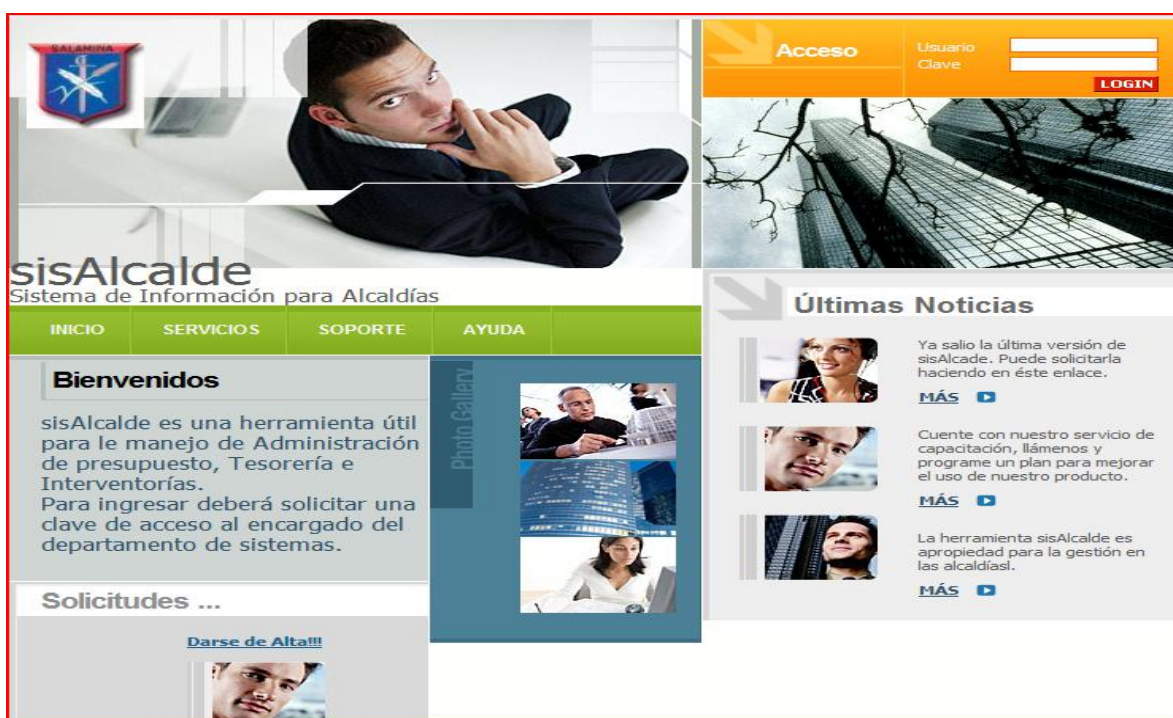 SALAMINA
Acceso
Usuario
Clave
LOGIN
sisAlcalde
Sistema de Información para Alcaldías
INICIO SERVICIOS SOPORTE AYUDA
Bienvenidos
sisAlcalde es una herramienta útil
para le manejo de Administración
de presupuesto, Tesorería e
Interventorías.
Para ingresar deberá solicitar una
clave de acceso al encargado del
departamento de sistemas.
Solicitudes ...
Darse de Alta!!!
Photo Gallery
Últimas Noticias
Ya salio la última versión de
sisAlcade. Puede solicitarla
haciendo en éste enlace.
MÁS
Cuente con nuestro servicio de
capacitación, llámenos y
programe un plan para mejorar
el uso de nuestro producto.
MÁS
La herramienta sisAlcalde es
apropiedad para la gestión en
las alcaldíasl.
MÁS